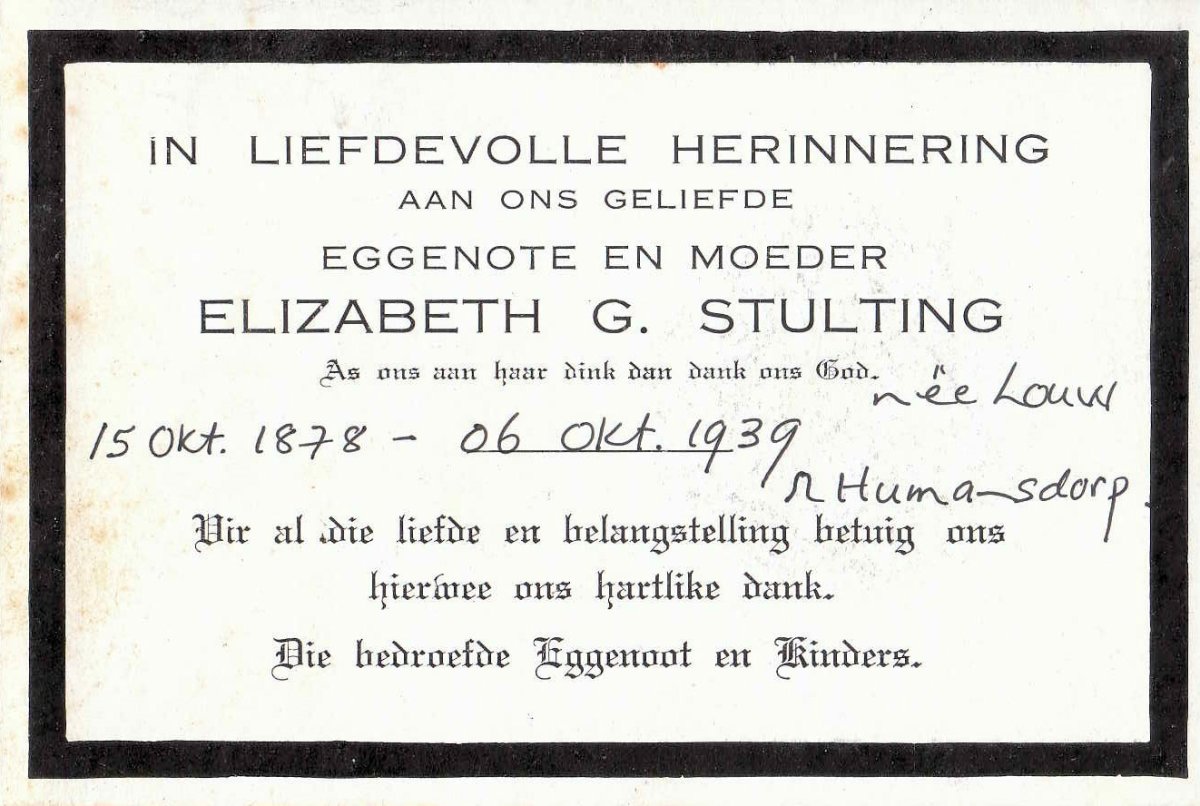 IN LIEFDEVOLLE HERINNERING
AAN ONS GELIEFDE
EGGENOTE EN MOEDER
ELIZABETH G. STULTING
As ons aan haar dink dan dank ons God.
nëe Louw
15 Okt. 1878 - 06 Okt. 1939
Humansdorp.
Vir al die liefde en belangstelling betuig ons
hiermee ons hartlike dank.
Die bedroefde Eggenoot en Kinders.